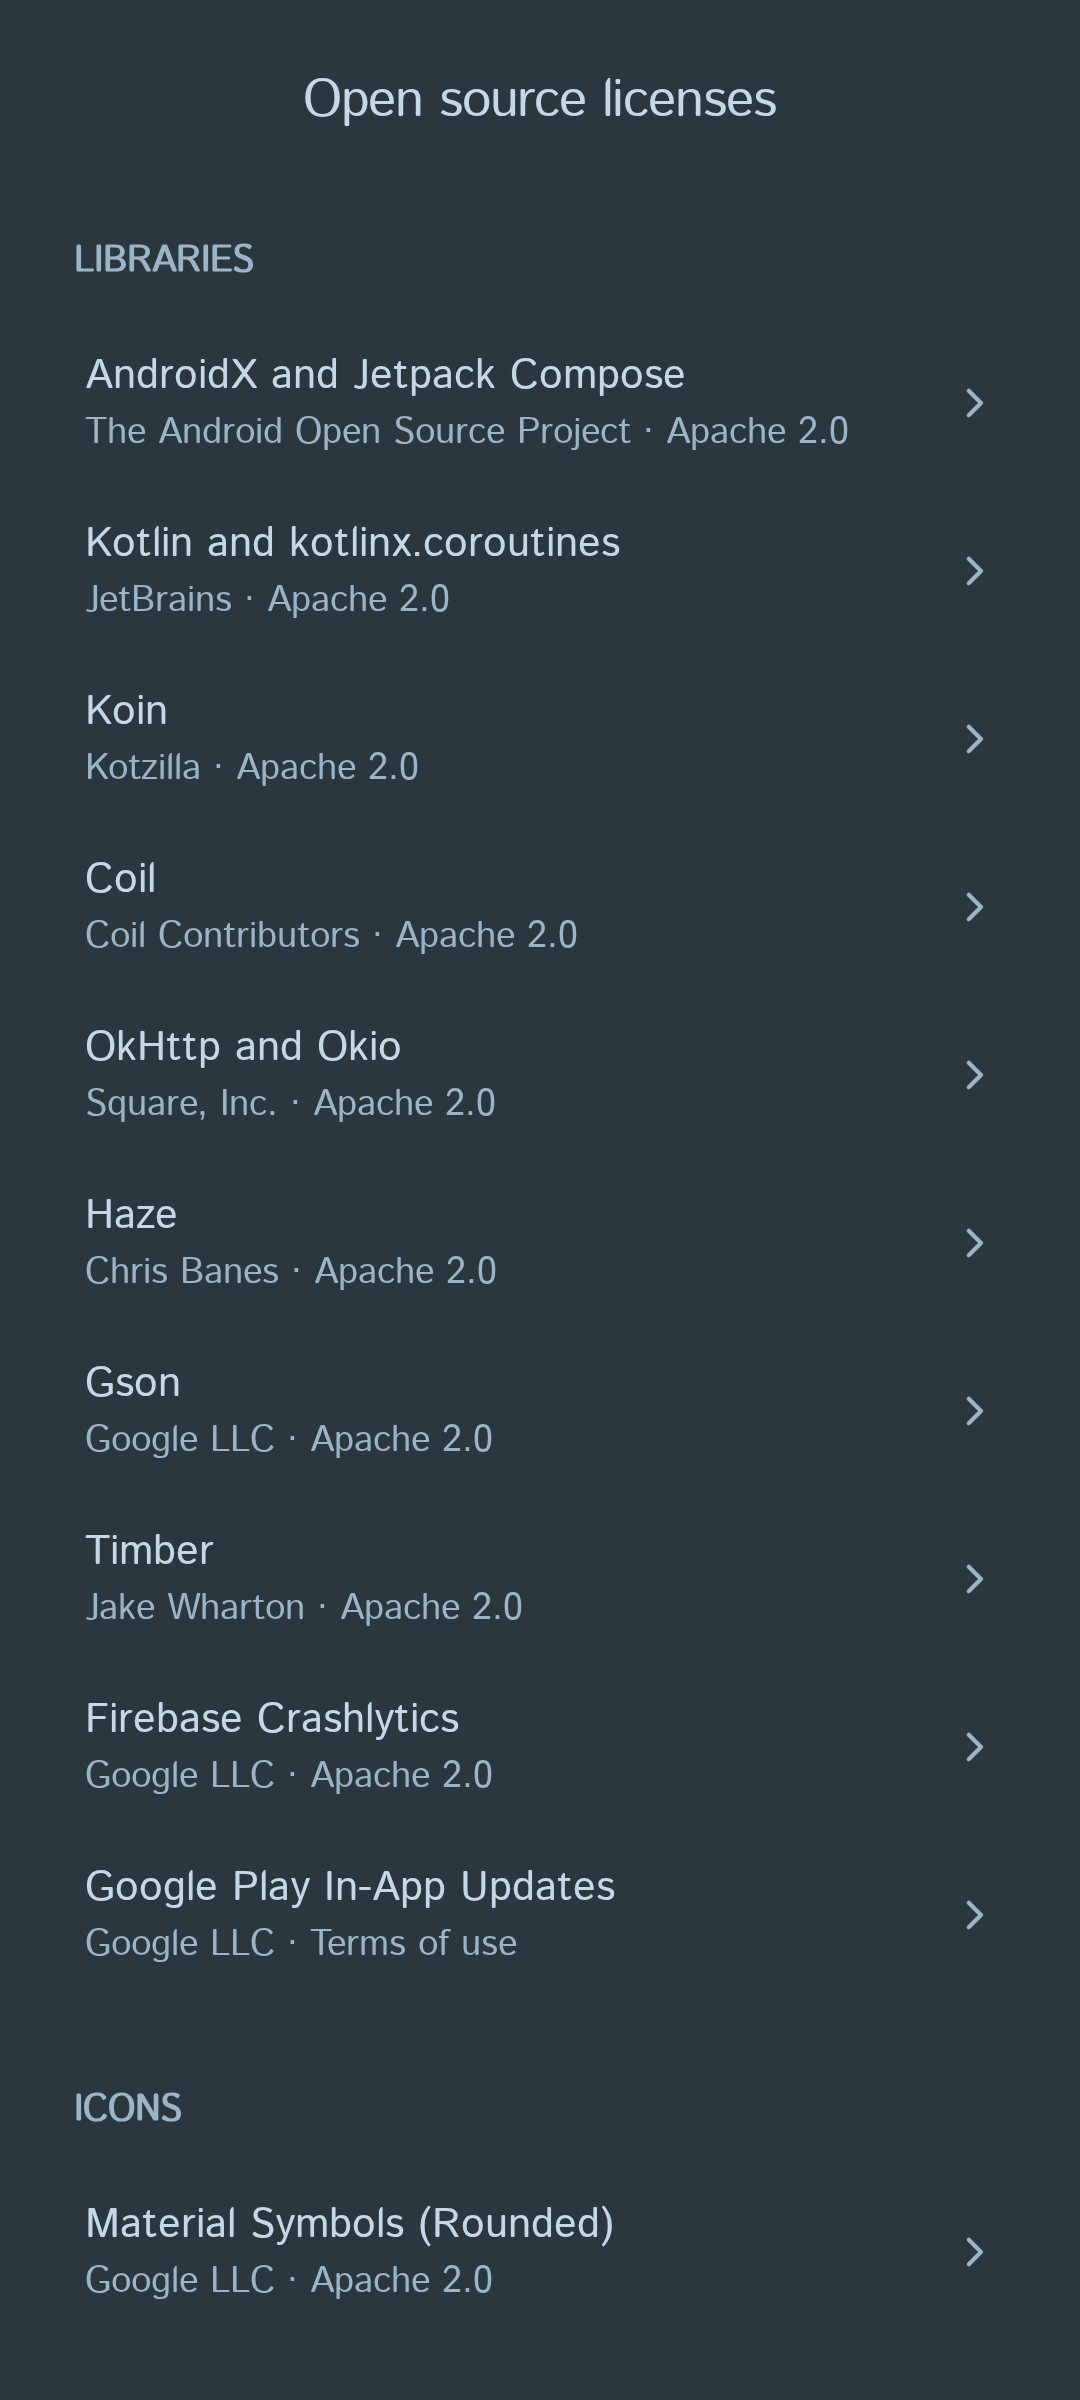 Open source licenses
LIBRARIES
AndroidX and Jetpack Compose
The Android Open Source Project · Apache 2.0
Kotlin and kotlinx.coroutines
JetBrains · Apache 2.0
Koin
Kotzilla · Apache 2.0
Coil
Coil Contributors · Apache 2.0
OkHttp and Okio
Square, Inc. · Apache 2.0
Haze
Chris Banes · Apache 2.0
Gson
Google LLC · Apache 2.0
Timber
Jake Wharton · Apache 2.0
Firebase Crashlytics
Google LLC · Apache 2.0
Google Play In-App Updates
Google LLC · Terms of use
ICONS
Material Symbols (Rounded)
Google LLC · Apache 2.0